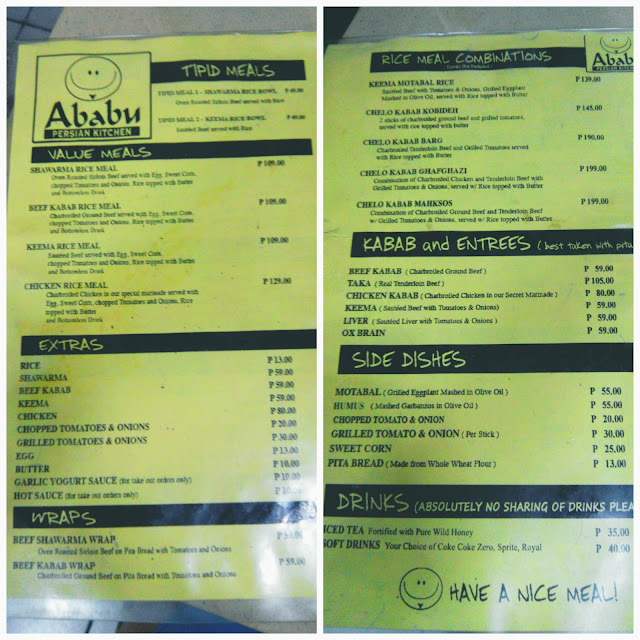 Ababu
PERSIAN KITCHEN
TIPID MEALS
TIPID MEAL 1 - SHAWARMA RICE BOWL P 49.00
Oven Roasted Sirloin Beef served with Rice
TIPID MEAL 2 - KEEMA RICE BOWL P 49.00
Sautéed Beef served with Rice
VALUE MEALS
SHAWARMA RICE MEAL P 109.00
Oven Roasted Sirloin Beef served with Egg, Sweet Corn,
chopped Tomatoes and Onions, Rice topped with Butter
and Bottomless Drink
BEEF KABAB RICE MEAL P 109.00
Charbroiled Ground Beef served with Egg, Sweet Corn,
chopped Tomatoes and Onions, Rice topped with Butter
and Bottomless Drink
KEEMA RICE MEAL P 109.00
Sautéed Beef served with Egg, Sweet Corn,
chopped Tomatoes and Onions, Rice topped with Butter
and Bottomless Drink
CHICKEN RICE MEAL P 129.00
Charbroiled Chicken in our special marinade served with
Egg, Sweet Corn, chopped Tomatoes and Onions, Rice
topped with Butter
and Bottomless Drink
EXTRAS
RICE P 13.00
SHAWARMA P 59.00
BEEF KABAB P 59.00
KEEMA P 59.00
CHICKEN P 80.00
CHOPPED TOMATOES & ONIONS P 20.00
GRILLED TOMATOES & ONIONS P 30.00
EGG P 13.00
BUTTER P 10.00
GARLIC YOGURT SAUCE (for take out orders only) P 10.00
HOT SAUCE (for take out orders only) P 10.
WRAPS
BEEF SHAWARMA WRAP P
Oven Roasted Sirloin Beef on Pita Bread with Tomatoes and Onions
BEEF KABAB WRAP P 59.00
Charbroiled Ground Beef on Pita Bread with Tomatoes and Onions
RICE MEAL COMBINATIONS
Ababu
PERSIAN KITCHEN
KEEMA MOTABAL RICE P 139.00
Sautéed Beef with Tomatoes & Onions, Grilled Eggplant
Mashed in Olive Oil, served with Rice topped with Butter
CHELO KABAB KOBIDEH P 145.00
2 sticks of charbroiled ground beef and grilled tomatoes,
served with rice topped with butter
CHELO KABAB BARG P 190.00
Charbroiled Tenderloin Beef and Grilled Tomatoes served
with Rice topped with Butter
CHELO KABAB GHAFGHAZI P 199.00
Combination of Charbroiled Chicken and Tenderloin Beef with
Grilled Tomatoes & Onions, served w/ Rice topped with Butter
CHELO KABAB MAHKSOS P 199.00
Combination of Charbroiled Ground Beef and Tenderloin Beef
w/ Grilled Tomatoes & Onions, served w/ Rice topped with Butter
KABAB and ENTREES ( best taken with pita
BEEF KABAB ( Charbroiled Ground Beef ) P 59.00
TAKA ( Real Tenderloin Beef ) P 105.00
CHICKEN KABAB ( Charbroiled Chicken in our Secret Marinade ) P 80.00
KEEMA ( Sautéed Beef with Tomatoes & Onions) P 59.00
LIVER ( Sautéed Liver with Tomatoes & Onions ) P 59.00
OX BRAIN P 59.00
SIDE DISHES
MOTABAL ( Grilled Eggplant Mashed in Olive Oil ) P 55.00
HUMUS ( Mashed Garbanzos in Olive Oil ) P 55.00
CHOPPED TOMATO & ONION P 20.00
GRILLED TOMATO & ONION ( Per Stick ) P 30.00
SWEET CORN P 25.00
PITA BREAD ( Made from Whole Wheat Flour ) P 13.00
DRINKS (ABSOLUTELY NO SHARING OF DRINKS PLEA
ICED TEA Fortified with Pure Wild Honey P 35.00
SOFT DRINKS Your Choice of Coke Coke Zero, Sprite, Royal P 40.00
HAVE A NICE MEAL!